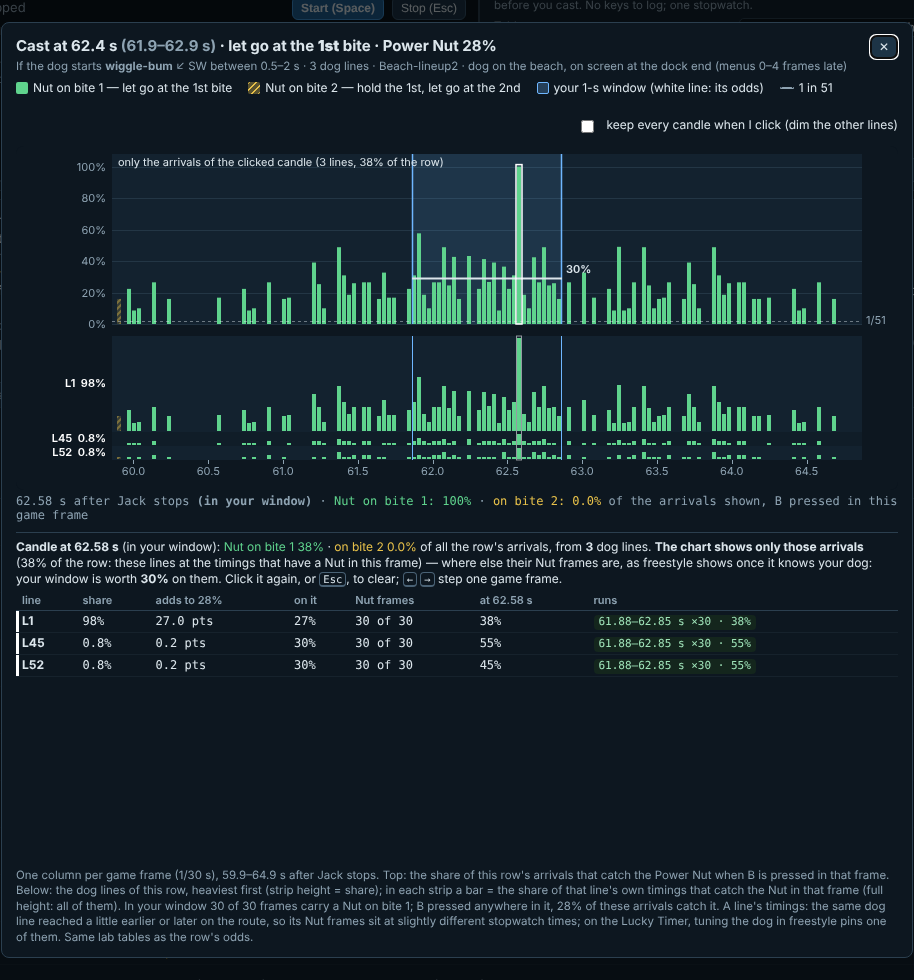 pped
Start (Space)
Stop (Esc)
before you cast. No keys to log; one stopwatch.
Cast at 62.4 s (61.9–62.9 s) · let go at the 1st bite · Power Nut 28%
×
If the dog starts wiggle-bum ↙ SW between 0.5–2 s · 3 dog lines · Beach-lineup2 · dog on the beach, on screen at the dock end (menus 0–4 frames late)
Nut on bite 1 — let go at the 1st bite
Nut on bite 2 — hold the 1st, let go at the 2nd
your 1-s window (white line: its odds)
1 in 51
keep every candle when I click (dim the other lines)
only the arrivals of the clicked candle (3 lines, 38% of the row)
100%
80%
60%
40%
30%
20%
0%
1/51
L1 98%
L45 0.8%
L52 0.8%
60.0 60.5 61.0 61.5 62.0 62.5 63.0 63.5 64.0 64.5
62.58 s after Jack stops (in your window) · Nut on bite 1: 100% · on bite 2: 0.0% of the arrivals shown, B pressed in this
game frame
Candle at 62.58 s (in your window): Nut on bite 1 38% · on bite 2 0.0% of all the row's arrivals, from 3 dog lines. The chart shows only those arrivals
(38% of the row: these lines at the timings that have a Nut in this frame) — where else their Nut frames are, as freestyle shows once it knows your dog:
your window is worth 30% on them. Click it again, or Esc, to clear; ← → step one game frame.
line share adds to 28% on it Nut frames at 62.58 s runs
L1 98% 27.0 pts 27% 30 of 30 38% 61.88–62.85 s ×30 · 38%
L45 0.8% 0.2 pts 30% 30 of 30 55% 61.88–62.85 s ×30 · 55%
L52 0.8% 0.2 pts 30% 30 of 30 45% 61.88–62.85 s ×30 · 55%
One column per game frame (1/30 s), 59.9–64.9 s after Jack stops. Top: the share of this row's arrivals that catch the Power Nut when B is pressed in that frame.
Below: the dog lines of this row, heaviest first (strip height = share); in each strip a bar = the share of that line's own timings that catch the Nut in that frame (full
height: all of them). In your window 30 of 30 frames carry a Nut on bite 1; B pressed anywhere in it, 28% of these arrivals catch it. A line's timings: the same dog
line reached a little earlier or later on the route, so its Nut frames sit at slightly different stopwatch times; on the Lucky Timer, tuning the dog in freestyle pins one
of them. Same lab tables as the row's odds.